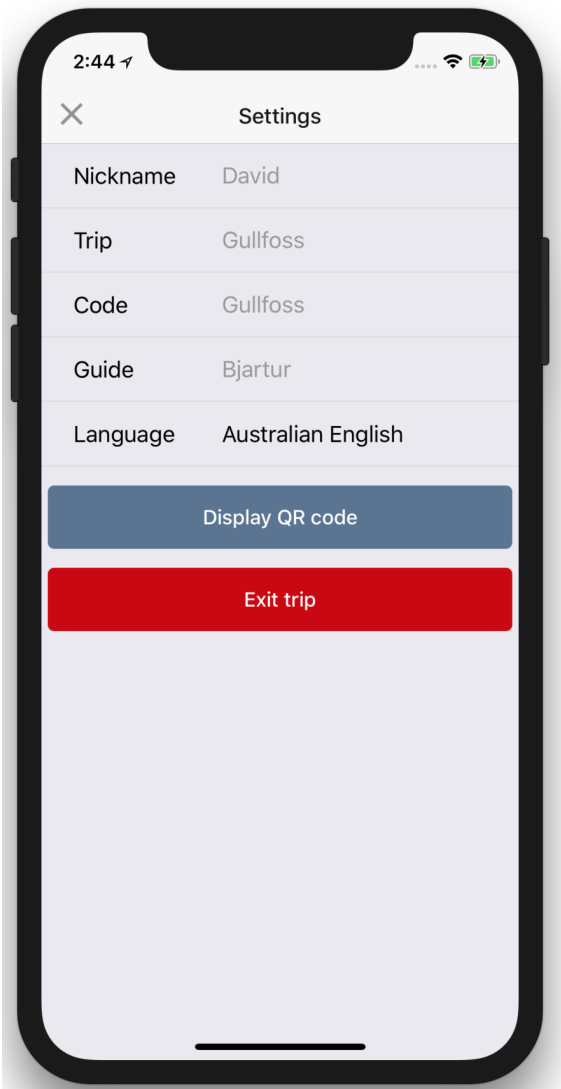 2:44
Settings
Nickname David
Trip Gullfoss
Code Gullfoss
Guide Bjartur
Language Australian English
Display QR code
Exit trip